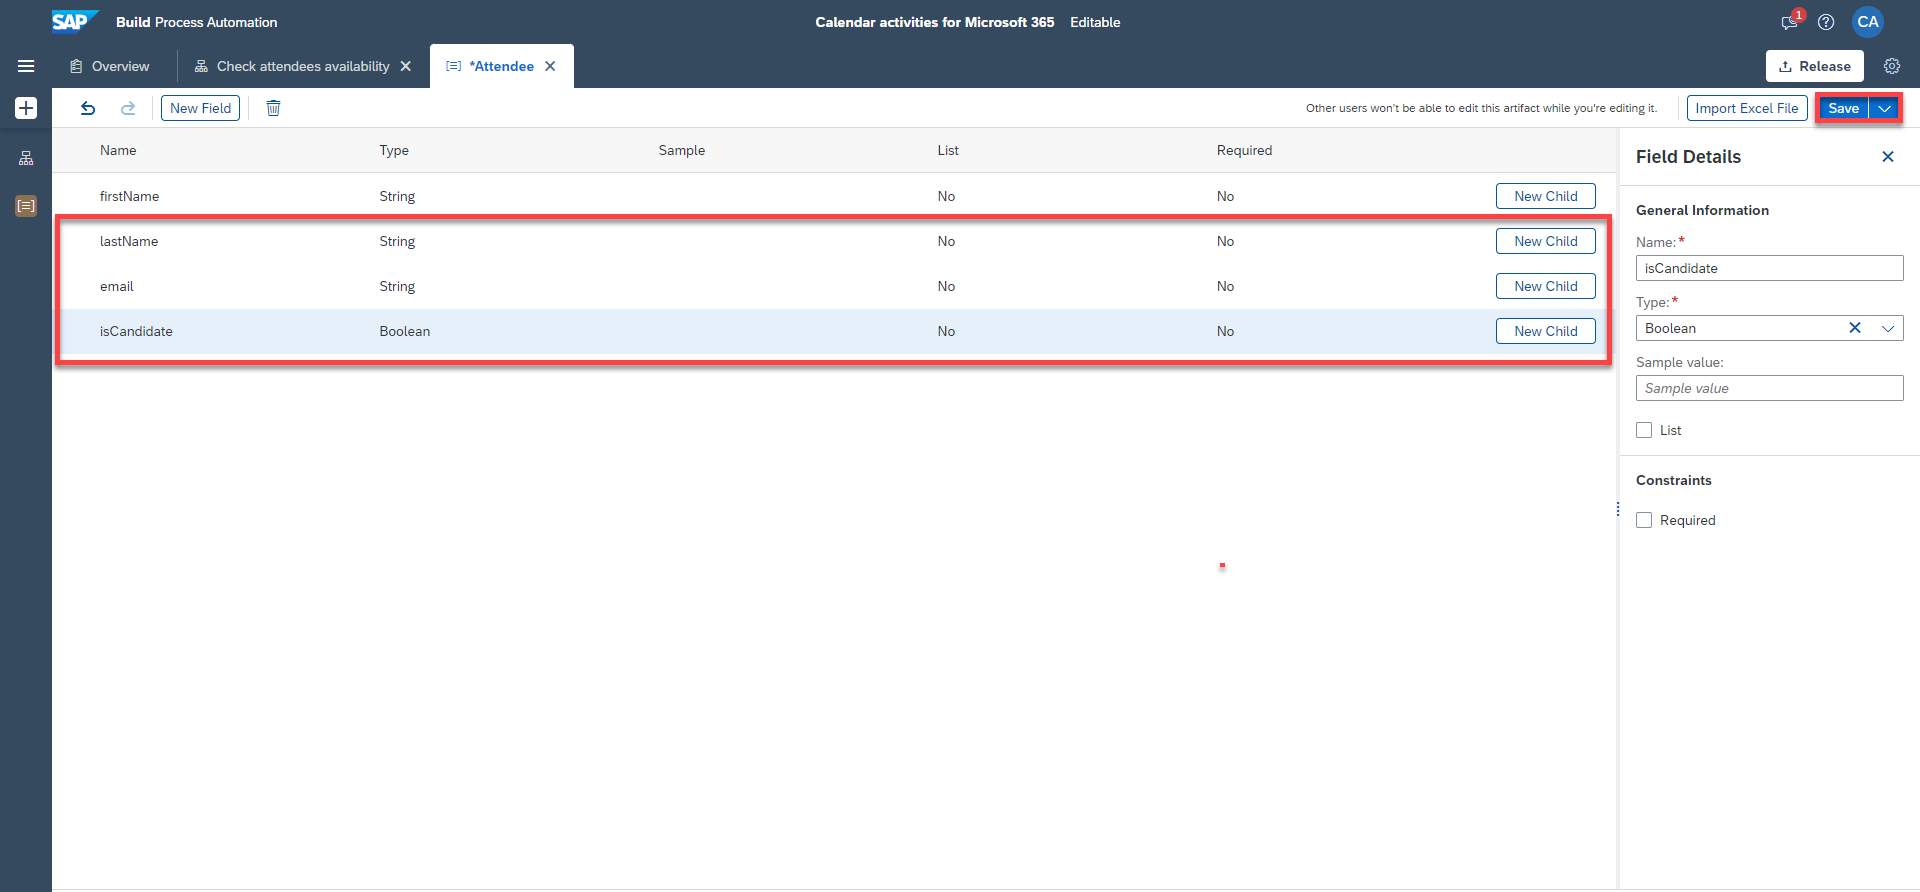 SAP Build Process Automation Calendar activities for Microsoft 365 Editable 1 CA
Overview Check attendees availability *Attendee Release
New Field Other users won't be able to edit this artifact while you're editing it. Import Excel File Save
Name Type Sample List Required
firstName String No No New Child
lastName String No No New Child
email String No No New Child
isCandidate Boolean No No New Child
Field Details
General Information
Name:*
isCandidate
Type:*
Boolean
Sample value:
Sample value
List
Constraints
Required